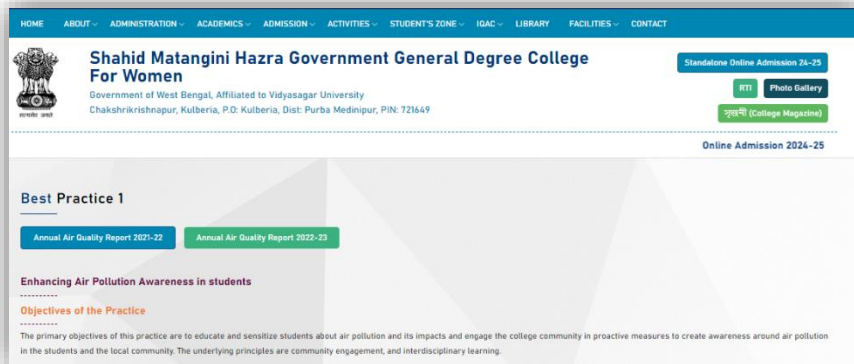 HOME ABOUT ADMINISTRATION ACADEMICS ADMISSION ACTIVITIES STUDENT'S ZONE IQAC LIBRARY FACILITIES CONTACT
Shahid Matangini Hazra Government General Degree College
For Women
Government of West Bengal, Affiliated to Vidyasagar University
Chakshrikrishnapur, Kulberia, P.O: Kulberia, Dist: Purba Medinipur, PIN: 721649
सत्यमेव जयते
Standalone Online Admission 24-25
RTI Photo Gallery
সৃজনী (College Magazine)
Online Admission 2024-25
Best Practice 1
Annual Air Quality Report 2021-22 Annual Air Quality Report 2022-23
Enhancing Air Pollution Awareness in students
----------
Objectives of the Practice
----------
The primary objectives of this practice are to educate and sensitize students about air pollution and its impacts and engage the college community in proactive measures to create awareness around air pollution
in the students and the local community. The underlying principles are community engagement, and interdisciplinary learning.